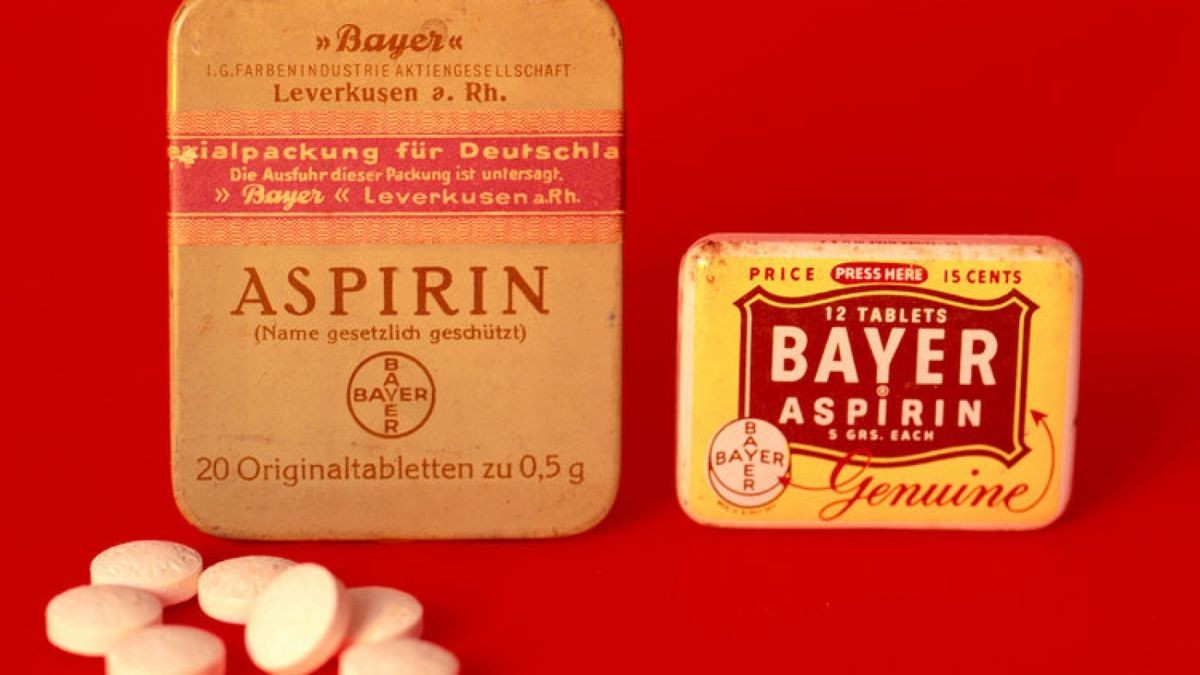 »Bayer«
I.G.FARBENINDUSTRIE AKTIENGESELLSCHAFT
Leverkusen a. Rh.
zialpackung für Deutschla
Die Ausfuhr dieser Packung ist untersagt.
» Bayer « Leverkusen a.Rh.
ASPIRIN
(Name gesetzlich geschützt)
BAYER
BAYER
20 Originaltabletten zu 0,5 g
PRICE PRESS HERE 15 CENTS
12 TABLETS
BAYER
®
ASPIRIN
5 GRS. EACH
BAYER
BAYER
Genuine